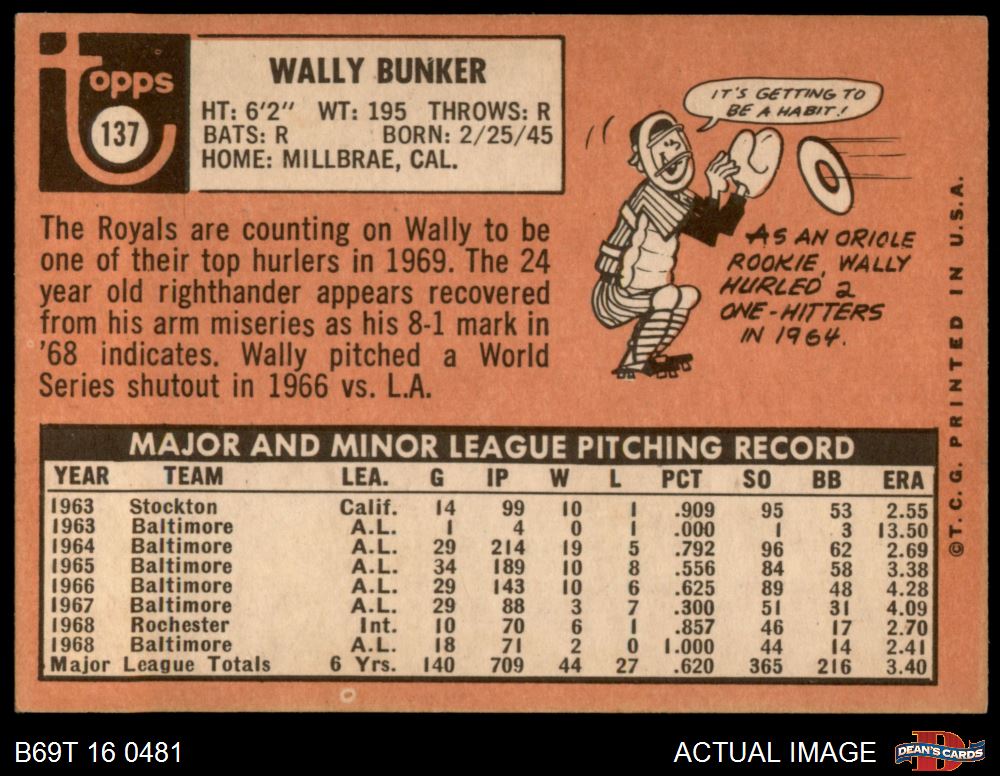 topps
137
WALLY BUNKER
HT: 6'2" WT: 195 THROWS: R
BATS: R BORN: 2/25/45
HOME: MILLBRAE, CAL.
The Royals are counting on Wally to be
one of their top hurlers in 1969. The 24
year old righthander appears recovered
from his arm miseries as his 8-1 mark in
'68 indicates. Wally pitched a World
Series shutout in 1966 vs. L.A.
IT'S GETTING TO
BE A HABIT!
AS AN ORIOLE
ROOKIE, WALLY
HURLED 2
ONE-HITTERS
IN 1964.
MAJOR AND MINOR LEAGUE PITCHING RECORD
YEAR TEAM LEA. G IP W L PCT SO BB ERA
1963 Stockton Calif. 14 99 10 1 .909 95 53 2.55
1963 Baltimore A.L. 1 4 0 1 .000 1 3 13.50
1964 Baltimore A.L. 29 214 19 5 .792 96 62 2.69
1965 Baltimore A.L. 34 189 10 8 .556 84 58 3.38
1966 Baltimore A.L. 29 143 10 6 .625 89 48 4.28
1967 Baltimore A.L. 29 88 3 7 .300 51 31 4.09
1968 Rochester Int. 10 70 6 1 .857 46 17 2.70
1968 Baltimore A.L. 18 71 2 0 1.000 44 14 2.41
Major League Totals 6 Yrs. 140 709 44 27 .620 365 216 3.40
©T.C.G. PRINTED IN U.S.A.
B69T 16 0481
ACTUAL IMAGE
DEAN'S CARDS